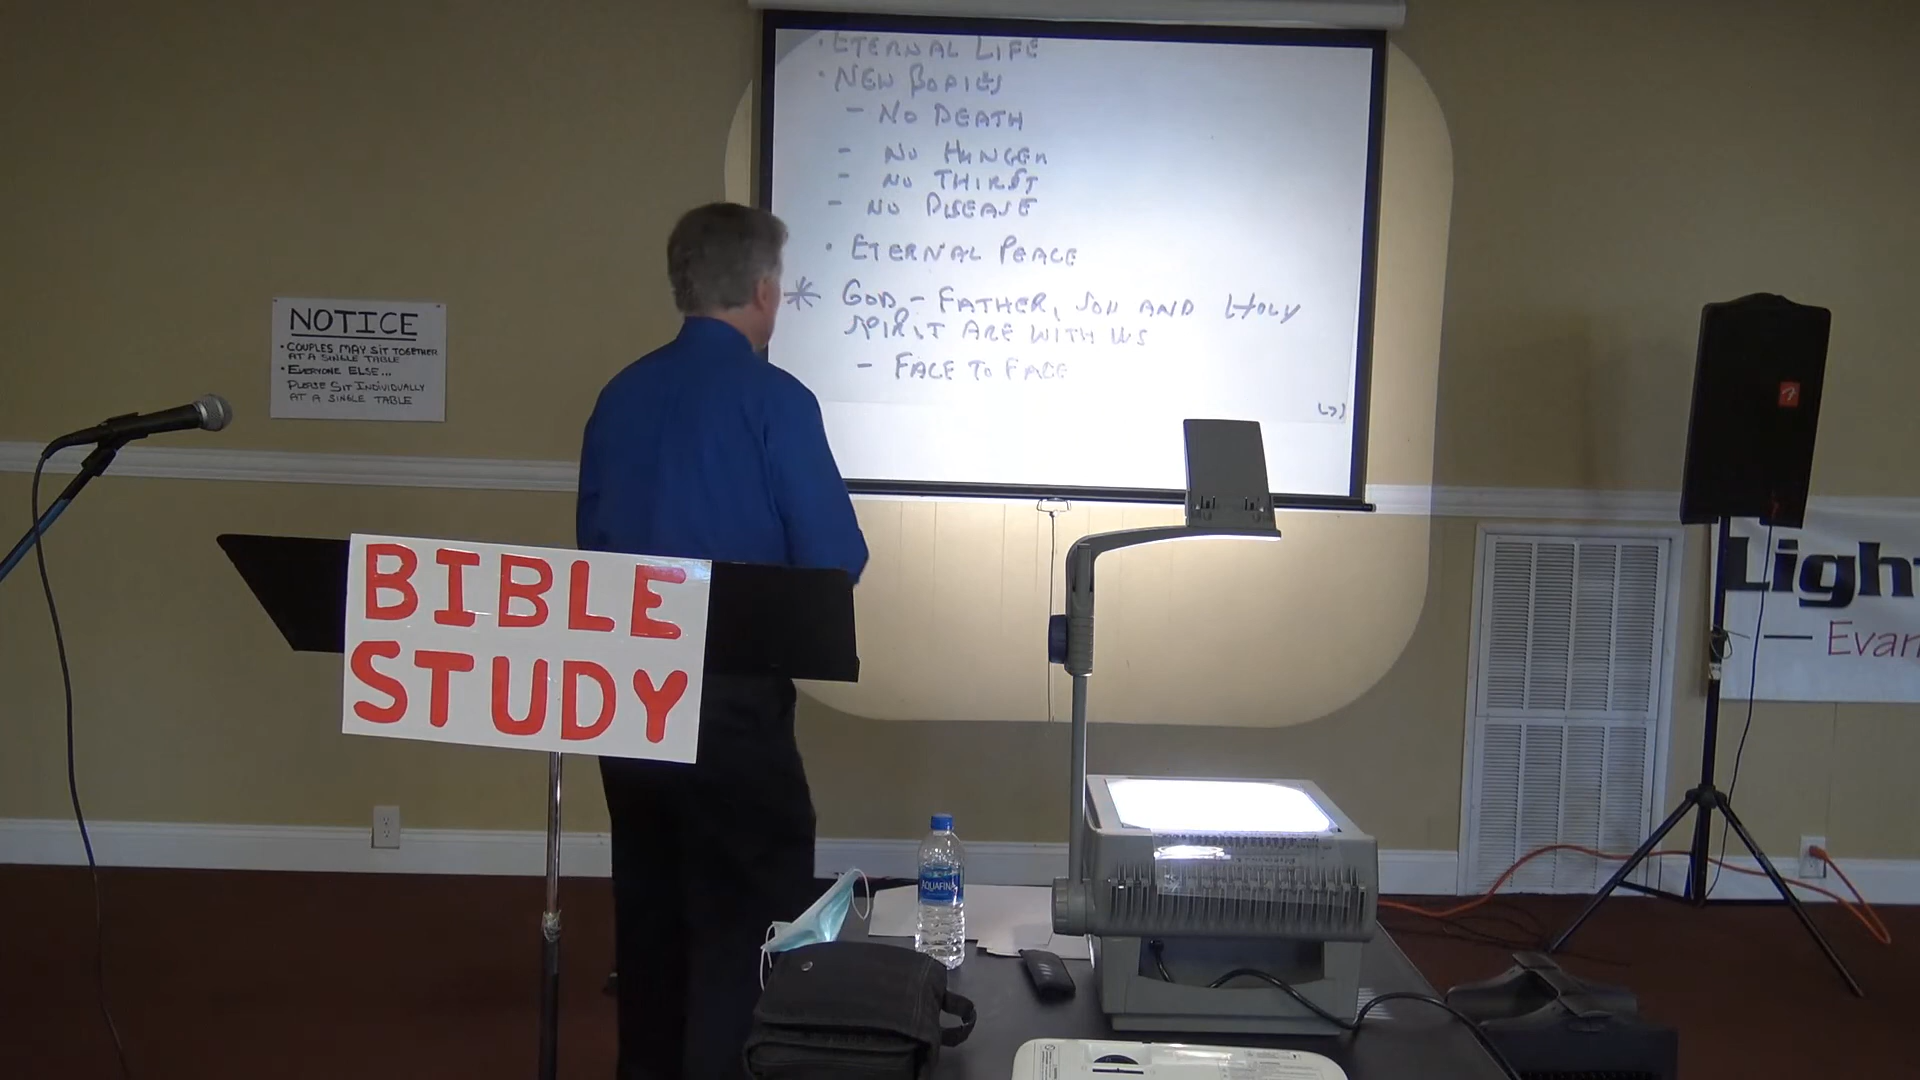 • ETERNAL LIFE
• NEW BODIES
- NO DEATH
- NO HUNGER
- NO THIRST
- NO DISEASE
• ETERNAL PEACE
* GOD - FATHER, SON AND HOLY
SPIRIT ARE WITH US
- FACE TO FACE
NOTICE
• COUPLES MAY SIT TOGETHER
AT A SINGLE TABLE
• EVERYONE ELSE...
PLEASE SIT INDIVIDUALLY
AT A SINGLE TABLE
BIBLE
STUDY
Ligh
— Evan
AQUAFINA